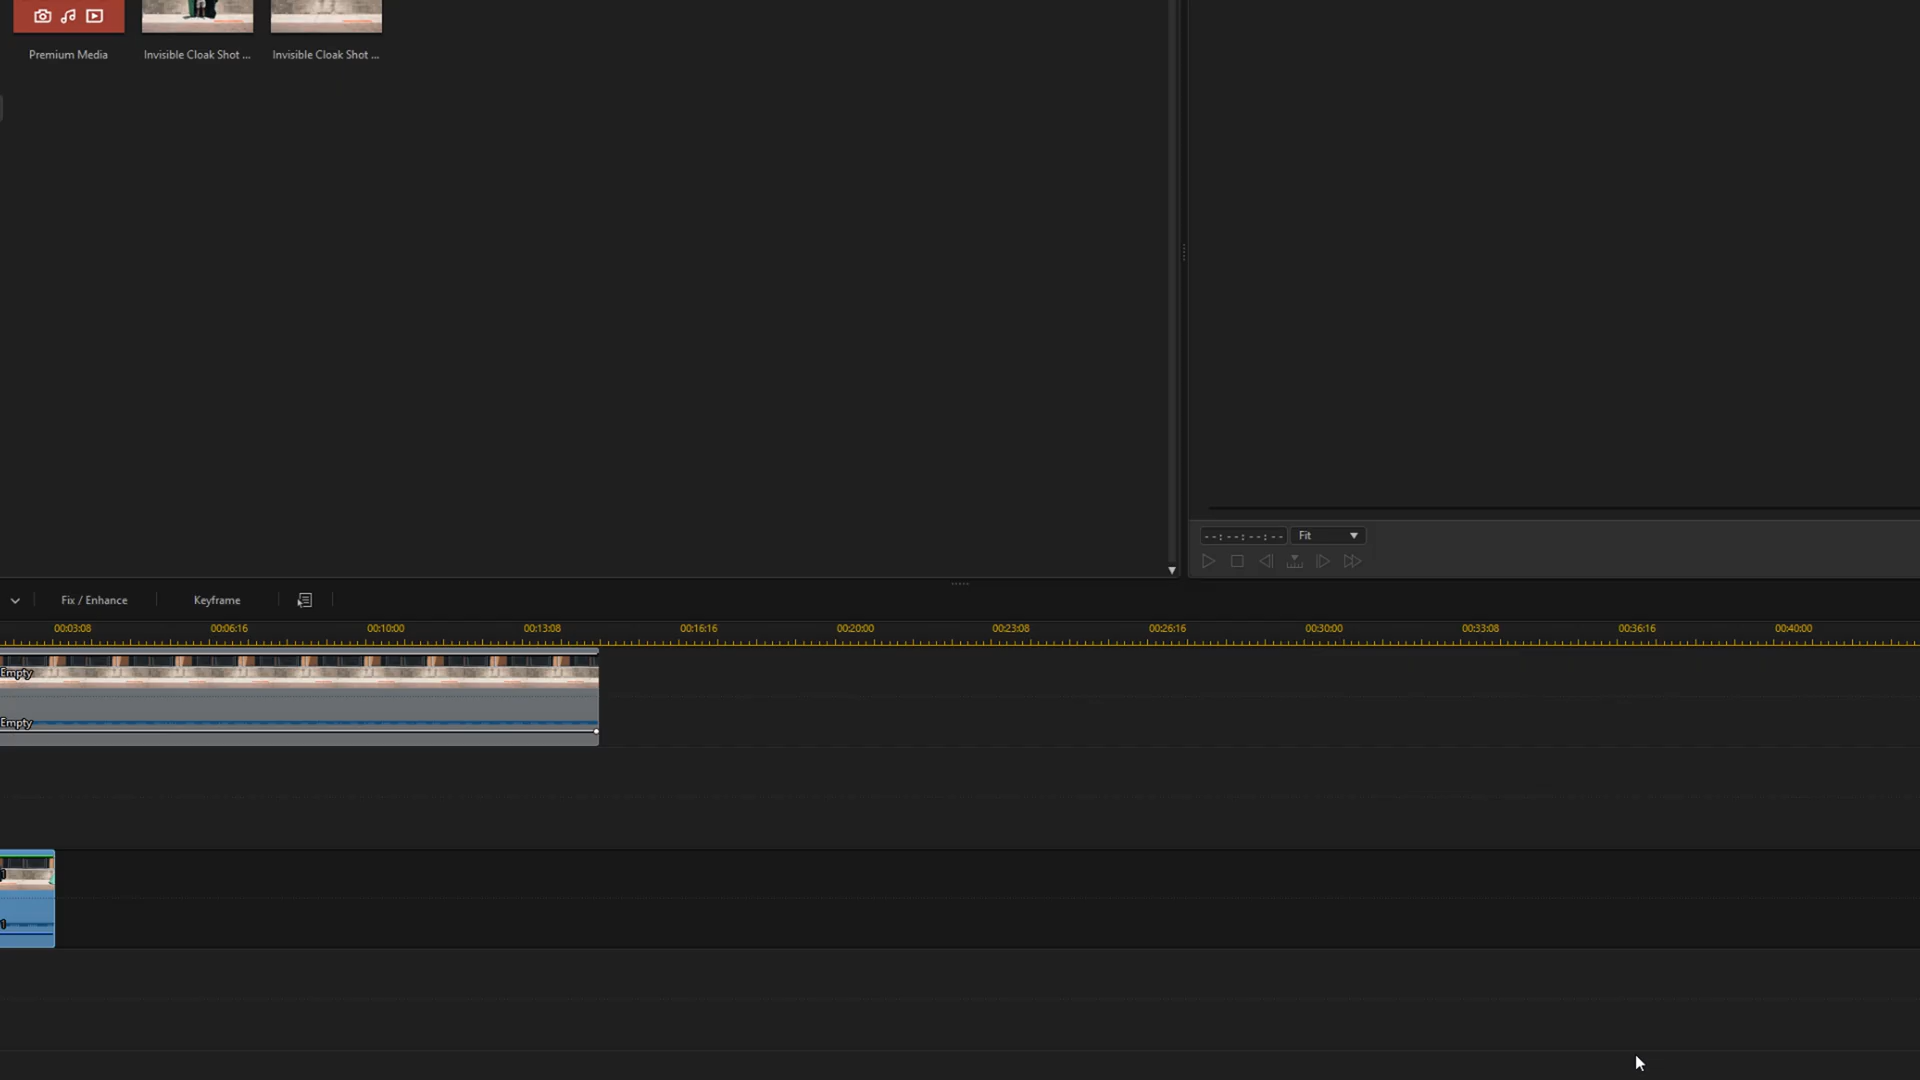 Premium Media
Invisible Cloak Shot ...
Invisible Cloak Shot ...
--:--:--:--
Fit
Fix / Enhance
Keyframe
00:03:08
00:06:16
00:10:00
00:13:08
00:16:16
00:20:00
00:23:08
00:26:16
00:30:00
00:33:08
00:36:16
00:40:00
Empty
Empty
1
1